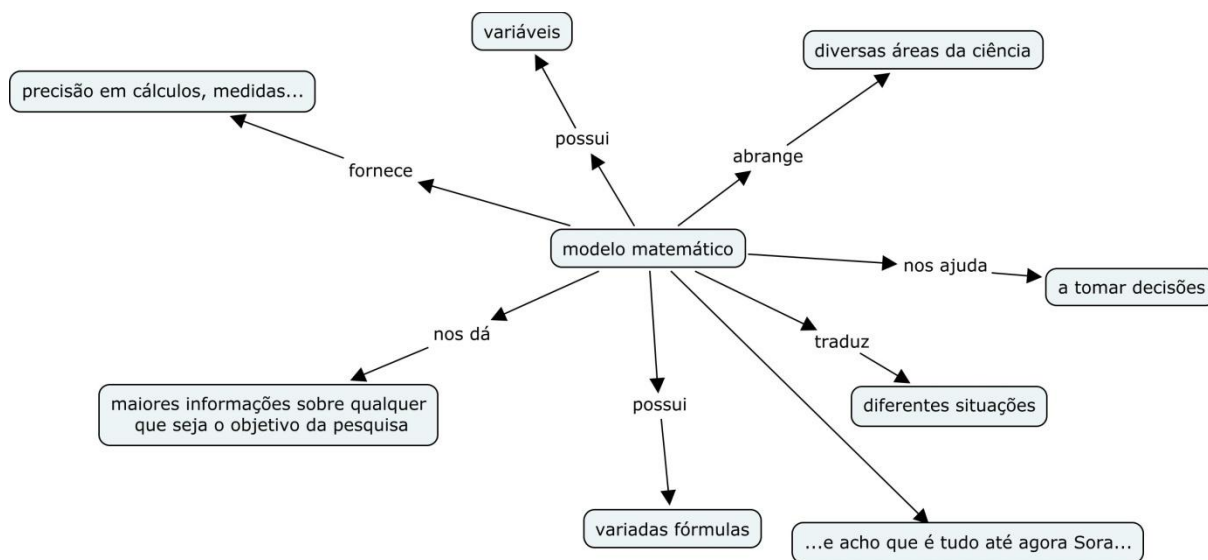 variáveis
diversas áreas da ciência
precisão em cálculos, medidas...
possui
abrange
fornece
modelo matemático
nos ajuda
a tomar decisões
nos dá
traduz
maiores informações sobre qualquer
que seja o objetivo da pesquisa
possui
diferentes situações
variadas fórmulas
...e acho que é tudo até agora Sora...